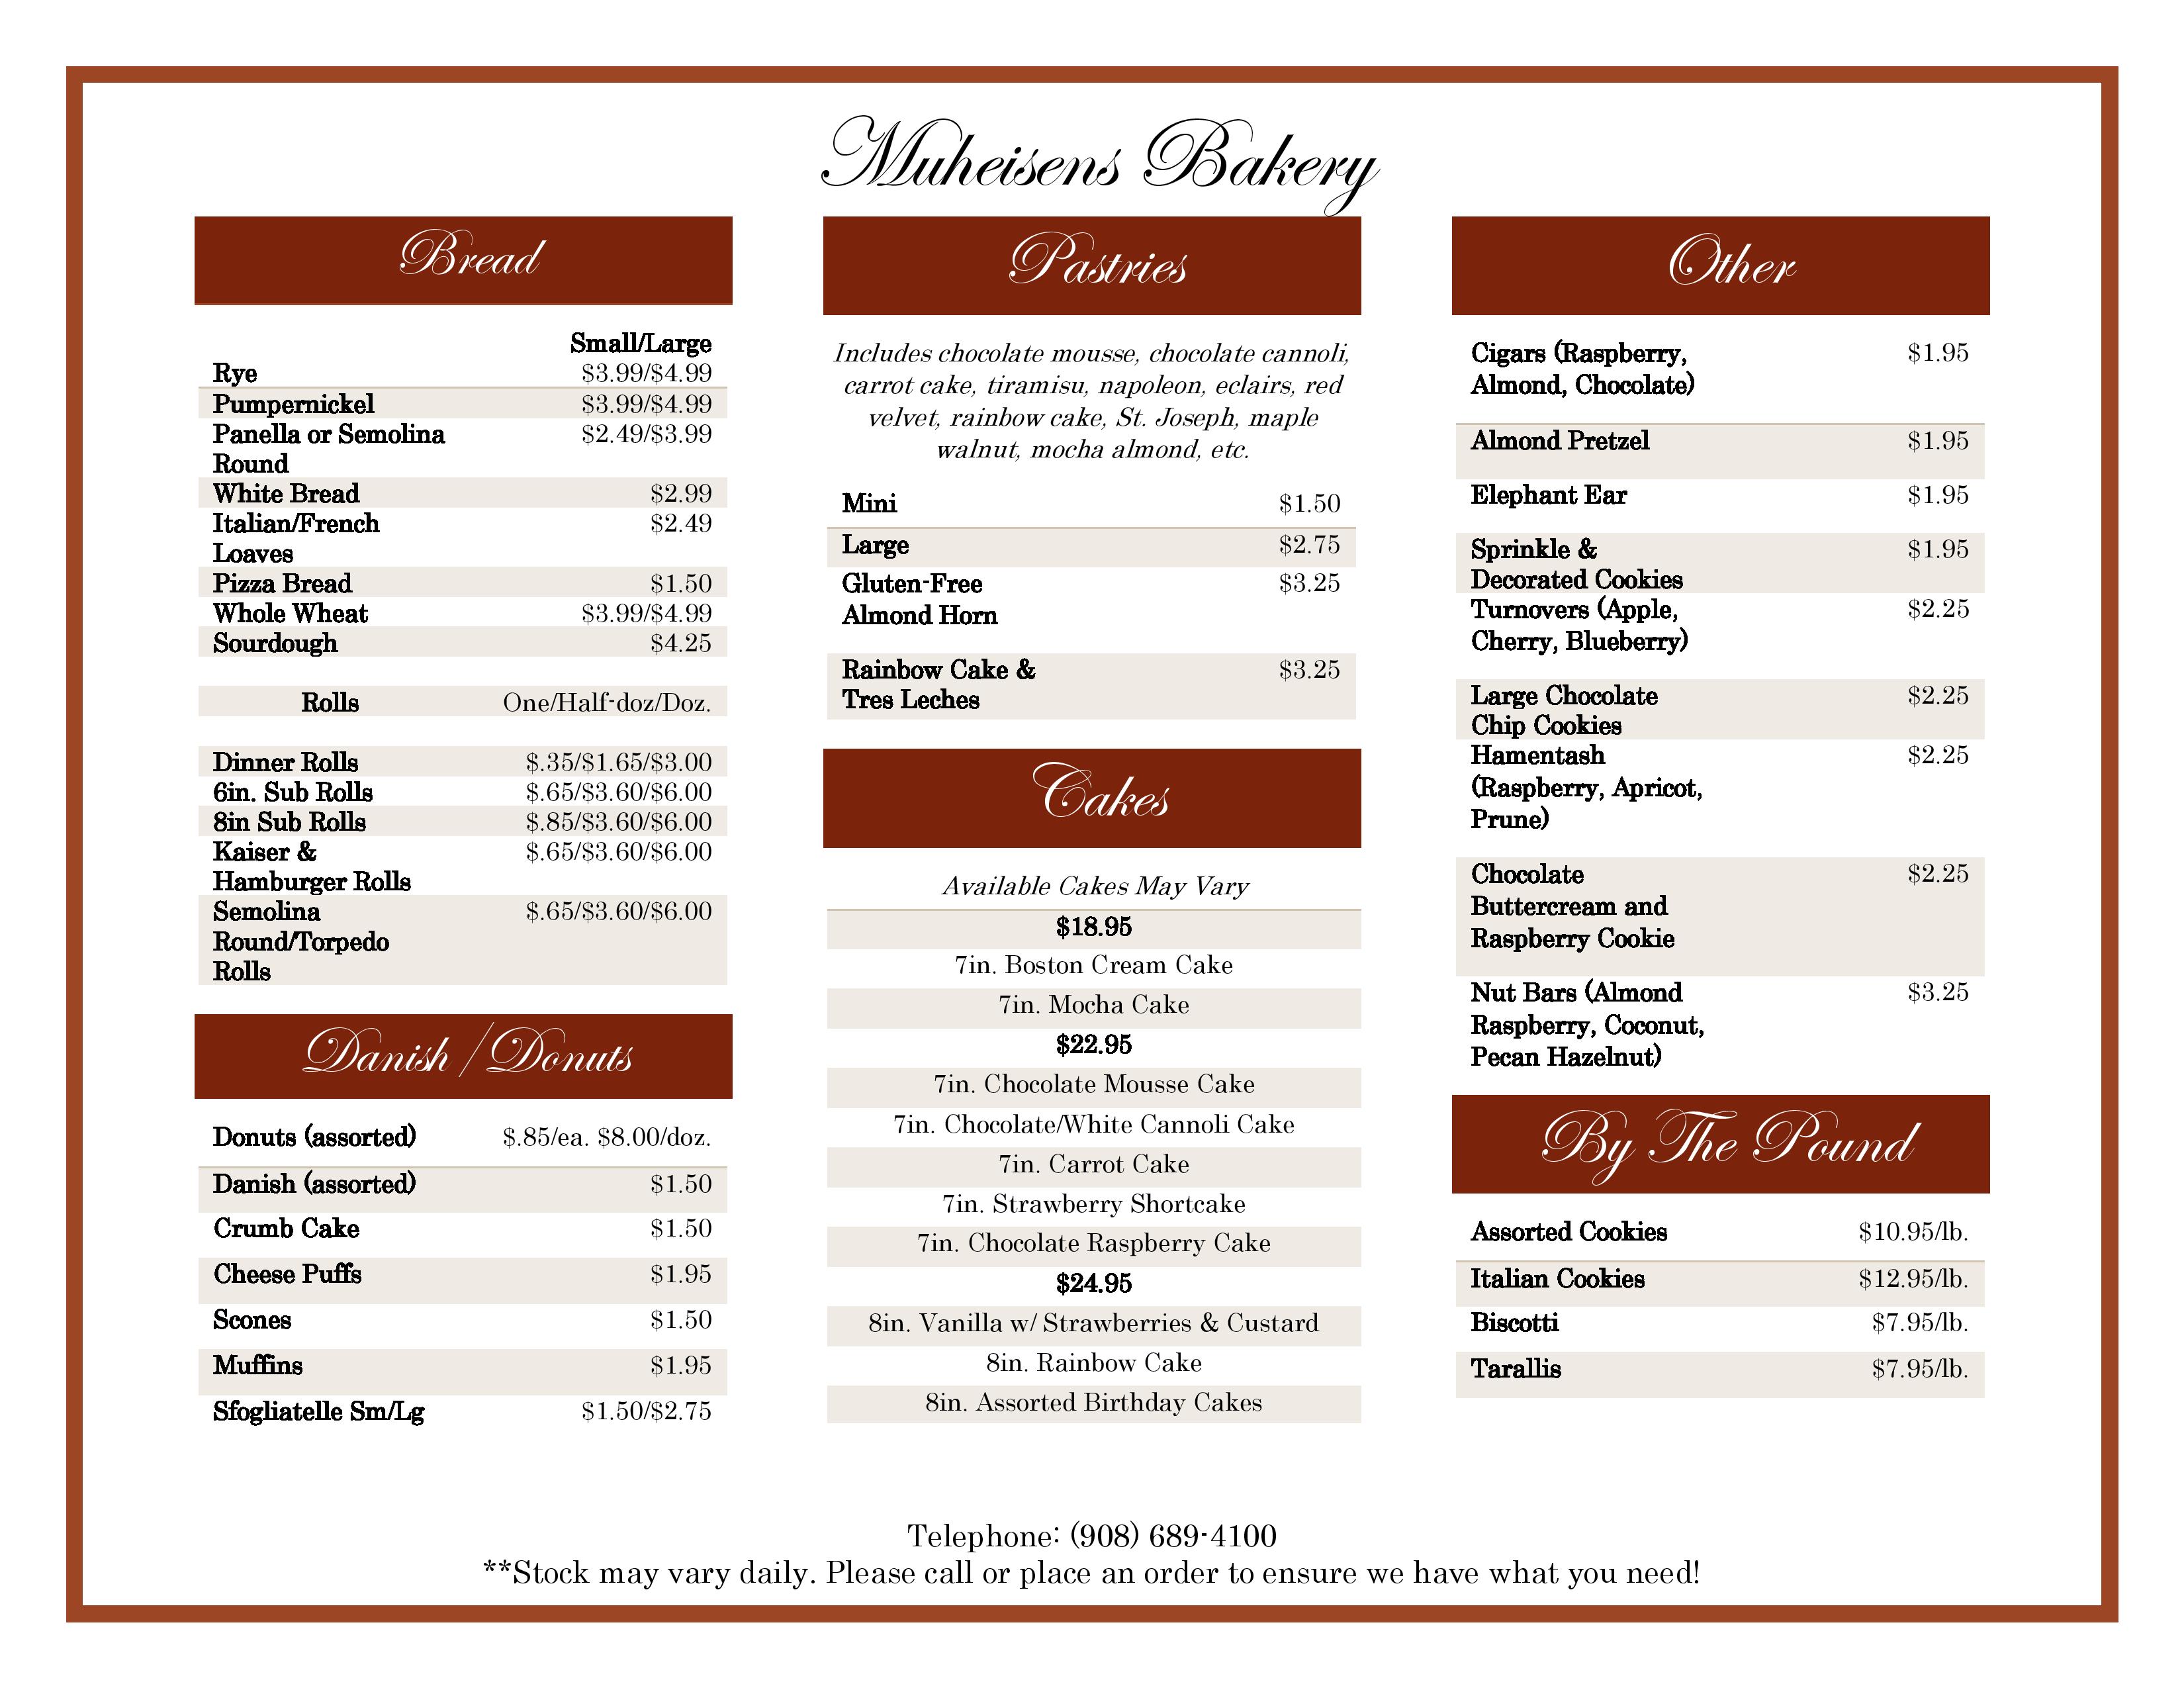 Muheisens Bakery
Bread
Small/Large
Rye $3.99/$4.99
Pumpernickel $3.99/$4.99
Panella or Semolina $2.49/$3.99
Round
White Bread $2.99
Italian/French $2.49
Loaves
Pizza Bread $1.50
Whole Wheat $3.99/$4.99
Sourdough $4.25
Rolls One/Half-doz/Doz.
Dinner Rolls $.35/$1.65/$3.00
6in. Sub Rolls $.65/$3.60/$6.00
8in Sub Rolls $.85/$3.60/$6.00
Kaiser & $.65/$3.60/$6.00
Hamburger Rolls
Semolina $.65/$3.60/$6.00
Round/Torpedo
Rolls
Danish/Donuts
Donuts (assorted) $.85/ea. $8.00/doz.
Danish (assorted) $1.50
Crumb Cake $1.50
Cheese Puffs $1.95
Scones $1.50
Muffins $1.95
Sfogliatelle Sm/Lg $1.50/$2.75
Pastries
Includes chocolate mousse, chocolate cannoli,
carrot cake, tiramisu, napoleon, eclairs, red
velvet, rainbow cake, St. Joseph, maple
walnut, mocha almond, etc.
Mini $1.50
Large $2.75
Gluten-Free $3.25
Almond Horn
Rainbow Cake & $3.25
Tres Leches
Cakes
Available Cakes May Vary
$18.95
7in. Boston Cream Cake
7in. Mocha Cake
$22.95
7in. Chocolate Mousse Cake
7in. Chocolate/White Cannoli Cake
7in. Carrot Cake
7in. Strawberry Shortcake
7in. Chocolate Raspberry Cake
$24.95
8in. Vanilla w/ Strawberries & Custard
8in. Rainbow Cake
8in. Assorted Birthday Cakes
Other
Cigars (Raspberry, $1.95
Almond, Chocolate)
Almond Pretzel $1.95
Elephant Ear $1.95
Sprinkle & $1.95
Decorated Cookies
Turnovers (Apple, $2.25
Cherry, Blueberry)
Large Chocolate $2.25
Chip Cookies
Hamentash $2.25
(Raspberry, Apricot,
Prune)
Chocolate $2.25
Buttercream and
Raspberry Cookie
Nut Bars (Almond $3.25
Raspberry, Coconut,
Pecan Hazelnut)
By The Pound
Assorted Cookies $10.95/lb.
Italian Cookies $12.95/lb.
Biscotti $7.95/lb.
Tarallis $7.95/lb.
Telephone: (908) 689-4100
**Stock may vary daily. Please call or place an order to ensure we have what you need!